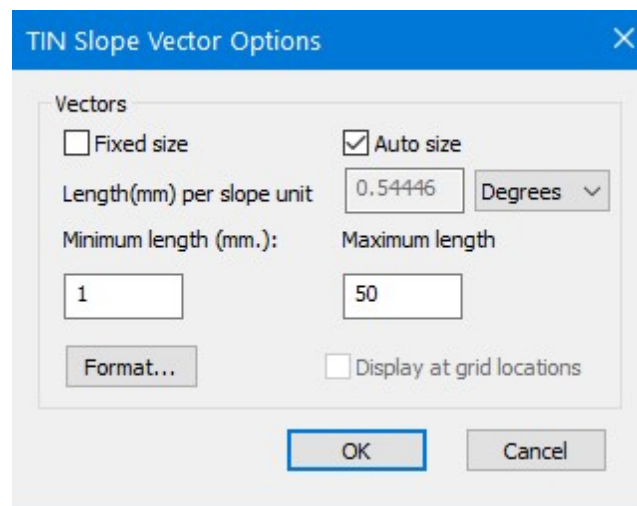 TIN Slope Vector Options
Vectors
Fixed size
Auto size
Length(mm) per slope unit
0.54446
Degrees
Minimum length (mm.):
Maximum length
1
50
Format...
Display at grid locations
OK
Cancel